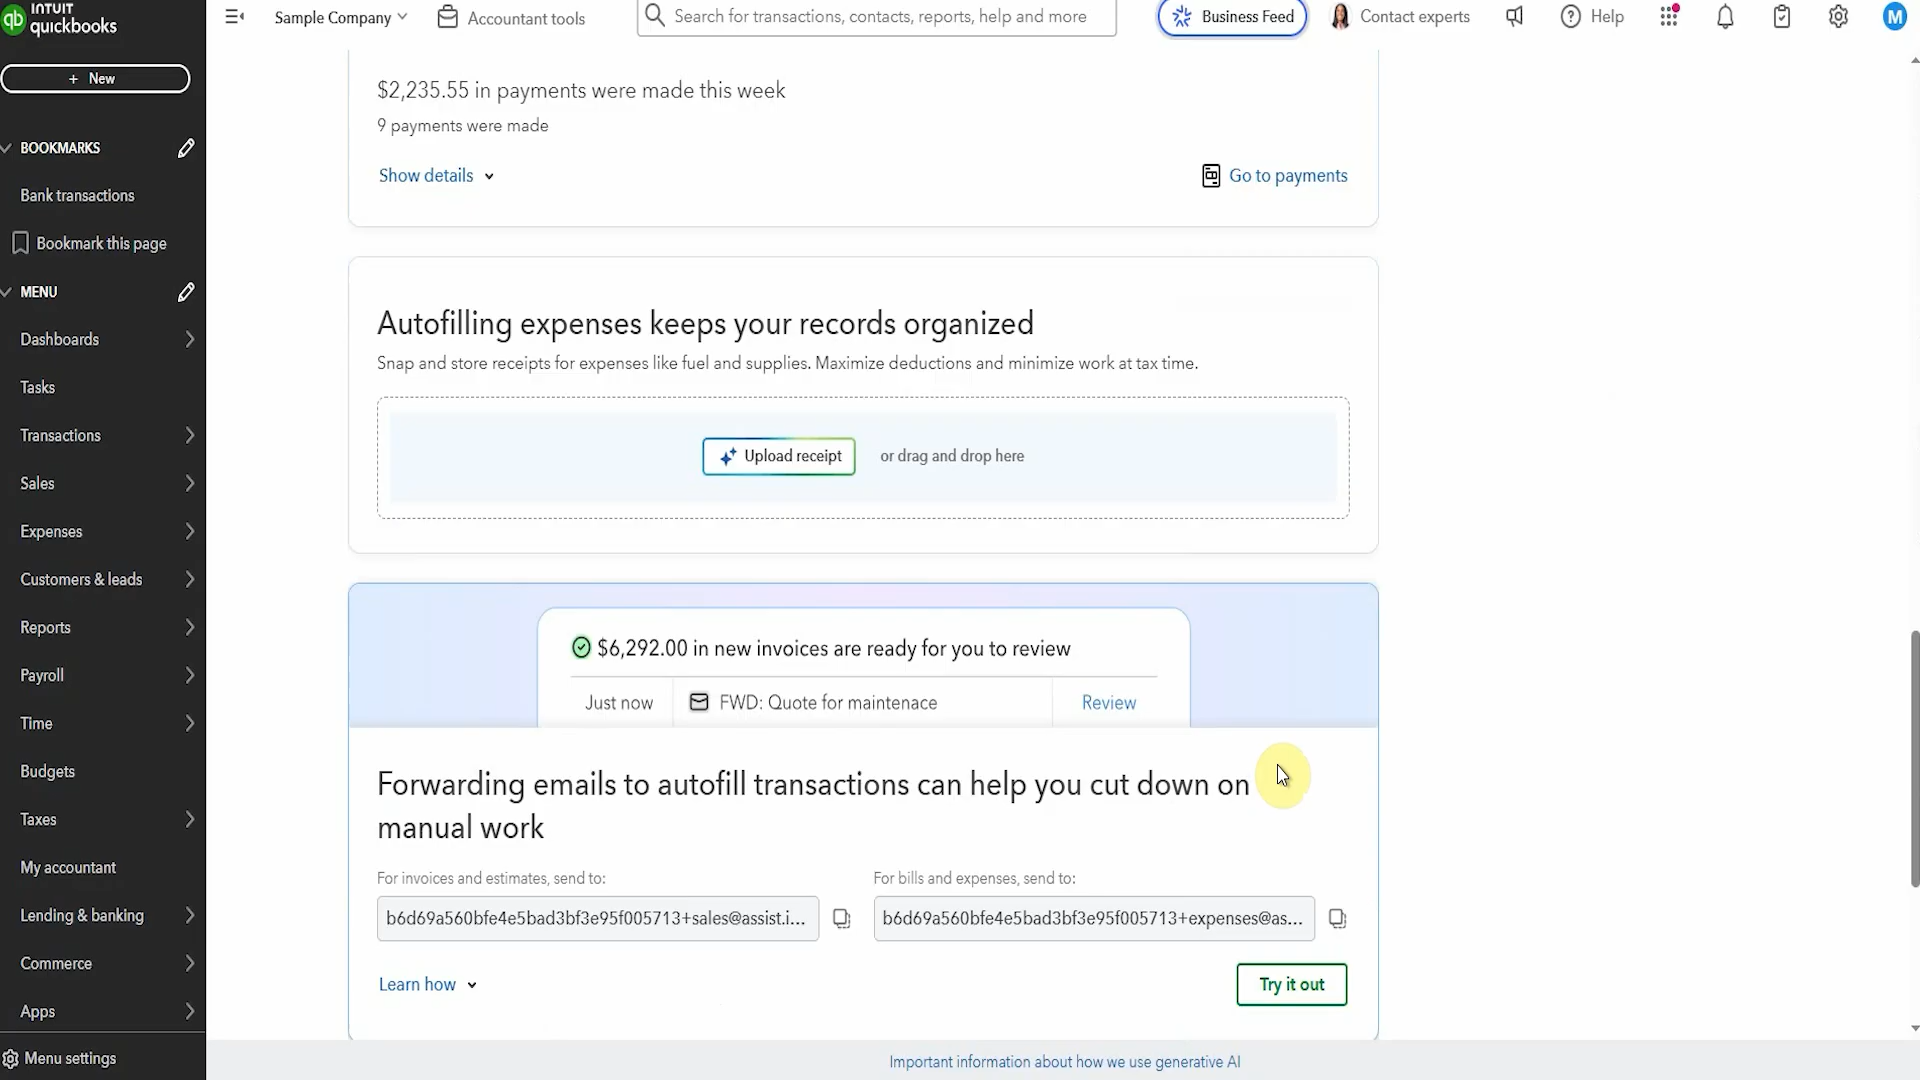 INTUIT
quickbooks
Sample Company
Accountant tools
Search for transactions, contacts, reports, help and more
Business Feed
Contact experts
Help
M
+ New
BOOKMARKS
Bank transactions
Bookmark this page
MENU
Dashboards
Tasks
Transactions
Sales
Expenses
Customers & leads
Reports
Payroll
Time
Budgets
Taxes
My accountant
Lending & banking
Commerce
Apps
Menu settings
$2,235.55 in payments were made this week
9 payments were made
Show details
Go to payments
Autofilling expenses keeps your records organized
Snap and store receipts for expenses like fuel and supplies. Maximize deductions and minimize work at tax time.
Upload receipt
or drag and drop here
$6,292.00 in new invoices are ready for you to review
Just now
FWD: Quote for maintenace
Review
Forwarding emails to autofill transactions can help you cut down on
manual work
For invoices and estimates, send to:
For bills and expenses, send to:
b6d69a560bfe4e5bad3bf3e95f005713+sales@assist.i...
b6d69a560bfe4e5bad3bf3e95f005713+expenses@as...
Learn how
Try it out
Important information about how we use generative AI